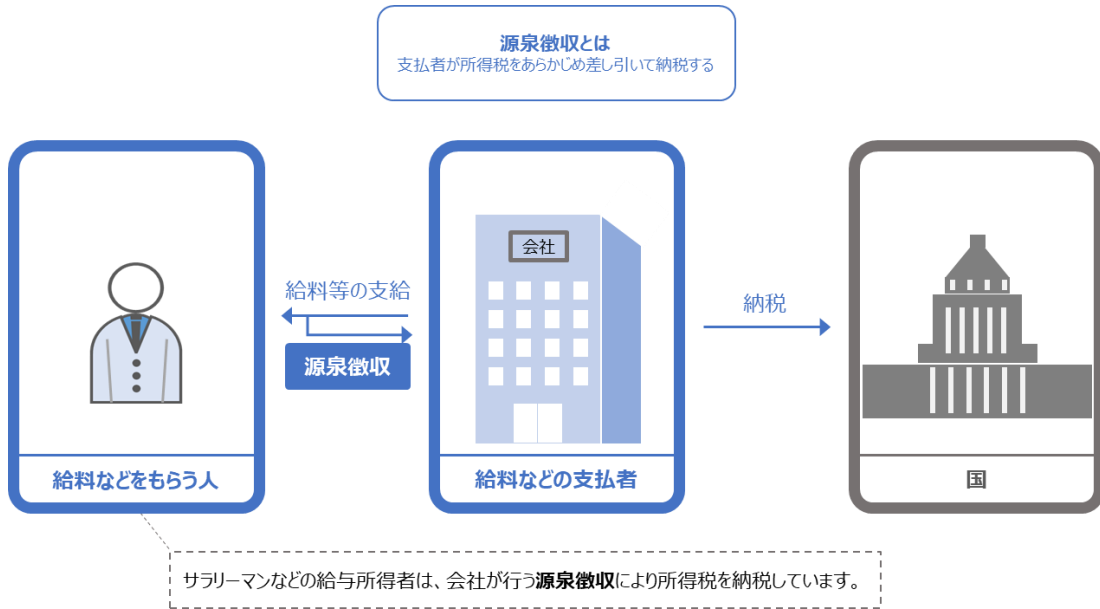 源泉徴収とは
支払者が所得税をあらかじめ差し引いて納税する
会社
給料等の支給
源泉徴収
納税
給料などをもらう人
給料などの支払者
国
サラリーマンなどの給与所得者は、会社が行う源泉徴収により所得税を納税しています。